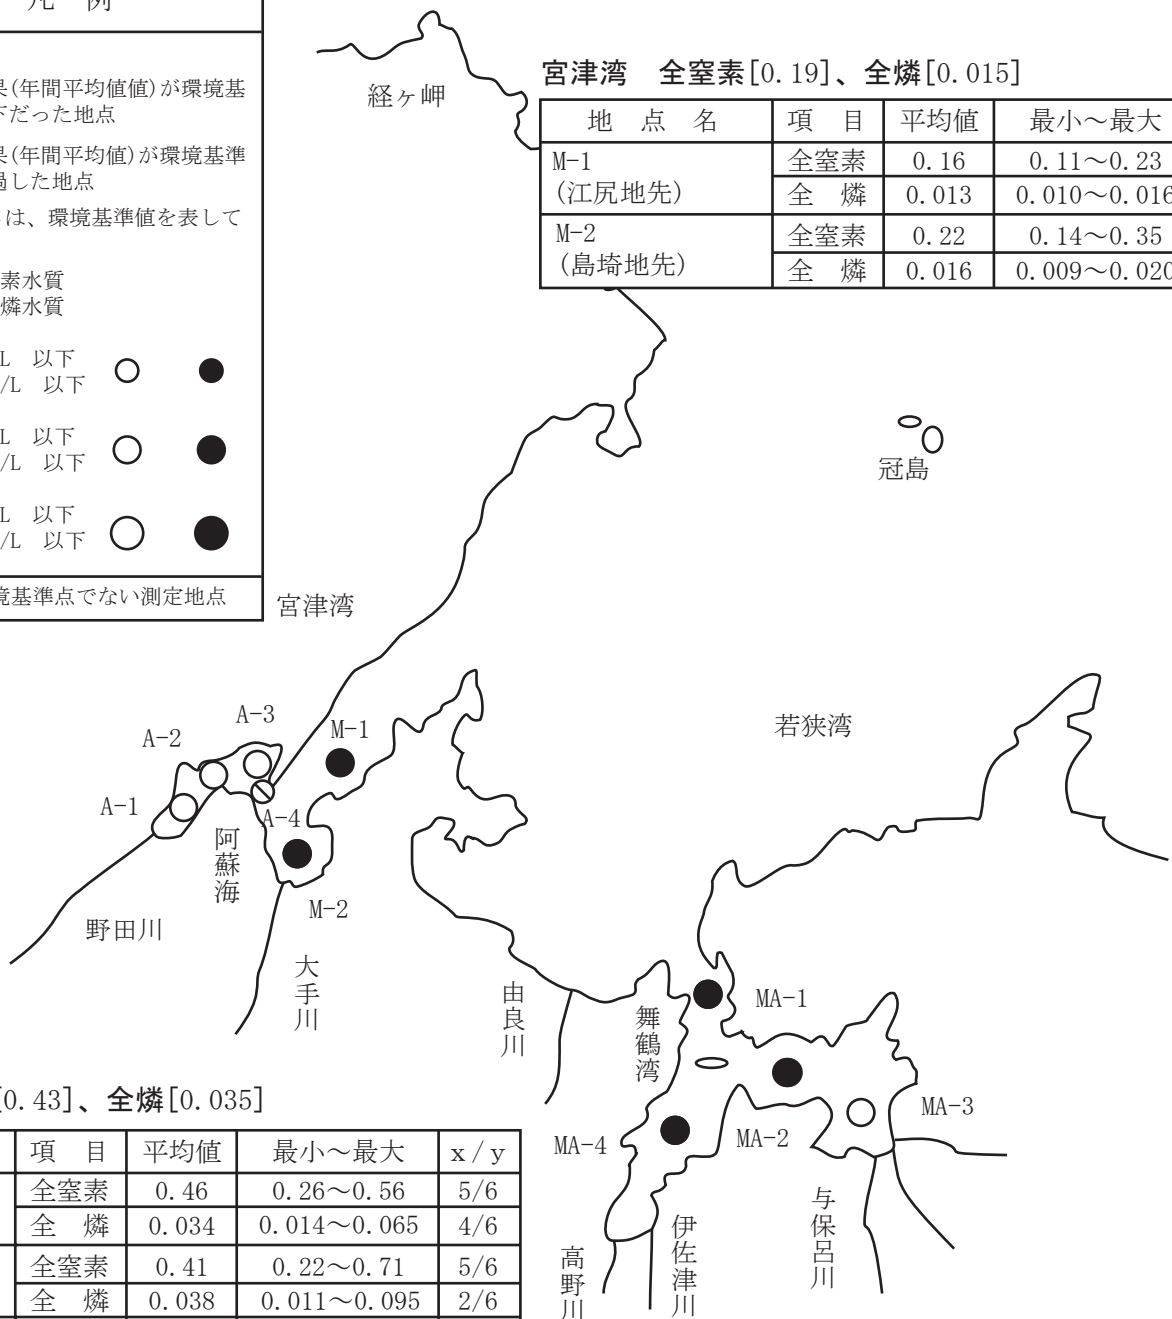 凡 例
果(年間平均値値)が環境基
下だった地点
果(年間平均値)が環境基準
過した地点
は、環境基準値を表して
素水質
燐水質
L 以下
/L 以下
L 以下
/L 以下
L 以下
/L 以下
境基準点でない測定地点
経ヶ岬
宮津湾 全窒素[0.19]、全燐[0.015]
地 点 名 項 目 平均値 最小～最大
M-1
(江尻地先)
全窒素 0.16 0.11～0.23
全 燐 0.013 0.010～0.016
M-2
(島埼地先)
全窒素 0.22 0.14～0.35
全 燐 0.016 0.009～0.020
冠島
宮津湾
若狭湾
A-3
A-2
M-1
A-1
A-4
阿蘇海
M-2
野田川
大手川
由良川
舞鶴湾
MA-1
MA-3
MA-2
MA-4
与保呂川
伊佐津川
高野川
[0.43]、全燐[0.035]
項 目 平均値 最小～最大 x/y
全窒素 0.46 0.26～0.56 5/6
全 燐 0.034 0.014～0.065 4/6
全窒素 0.41 0.22～0.71 5/6
全 燐 0.038 0.011～0.095 2/6